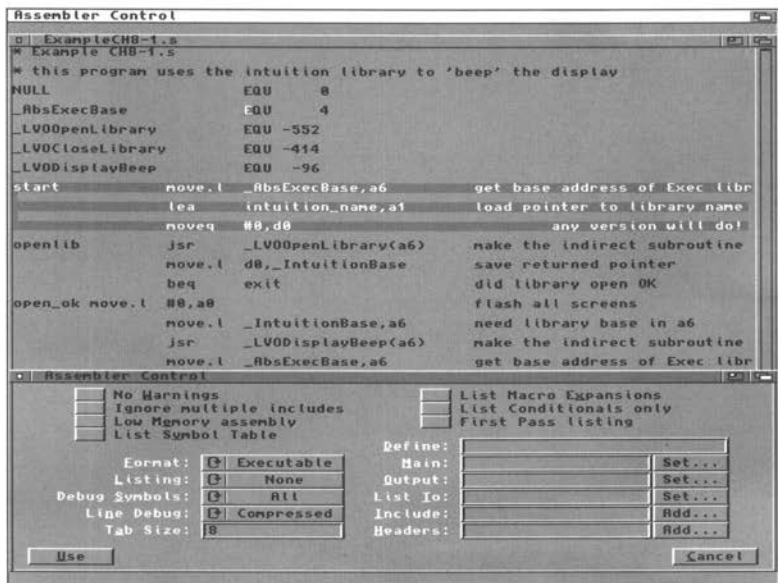 Assembler Control
ExampleCH8-1.s
* Example CH8-1.s
* this program uses the intuition library to 'beep' the display
NULL EQU 0
_AbsExecBase EQU 4
_LVOOpenLibrary EQU -552
_LVOCloseLibrary EQU -414
_LVODisplayBeep EQU -96
start move.l _AbsExecBase,a6 get base address of Exec libr
lea intuition_name,a1 load pointer to library name
moveq #0,d0 any version will do!
openlib jsr _LVOOpenLibrary(a6) make the indirect subroutine
move.l d0,_IntuitionBase save returned pointer
beq exit did library open OK
open_ok move.l #0,a0 flash all screens
move.l _IntuitionBase,a6 need library base in a6
jsr _LVODisplayBeep(a6) make the indirect subroutine
move.l _AbsExecBase,a6 get base address of Exec libr
Assembler Control
No Warnings
Ignore multiple includes
Low Memory assembly
List Symbol Table
List Macro Expansions
List Conditionals only
First Pass listing
Format: Executable
Listing: None
Debug Symbols: All
Line Debug: Compressed
Tab Size: 8
Define:
Main: Set...
Output: Set...
List To: Set...
Include: Add...
Headers: Add...
Use
Cancel